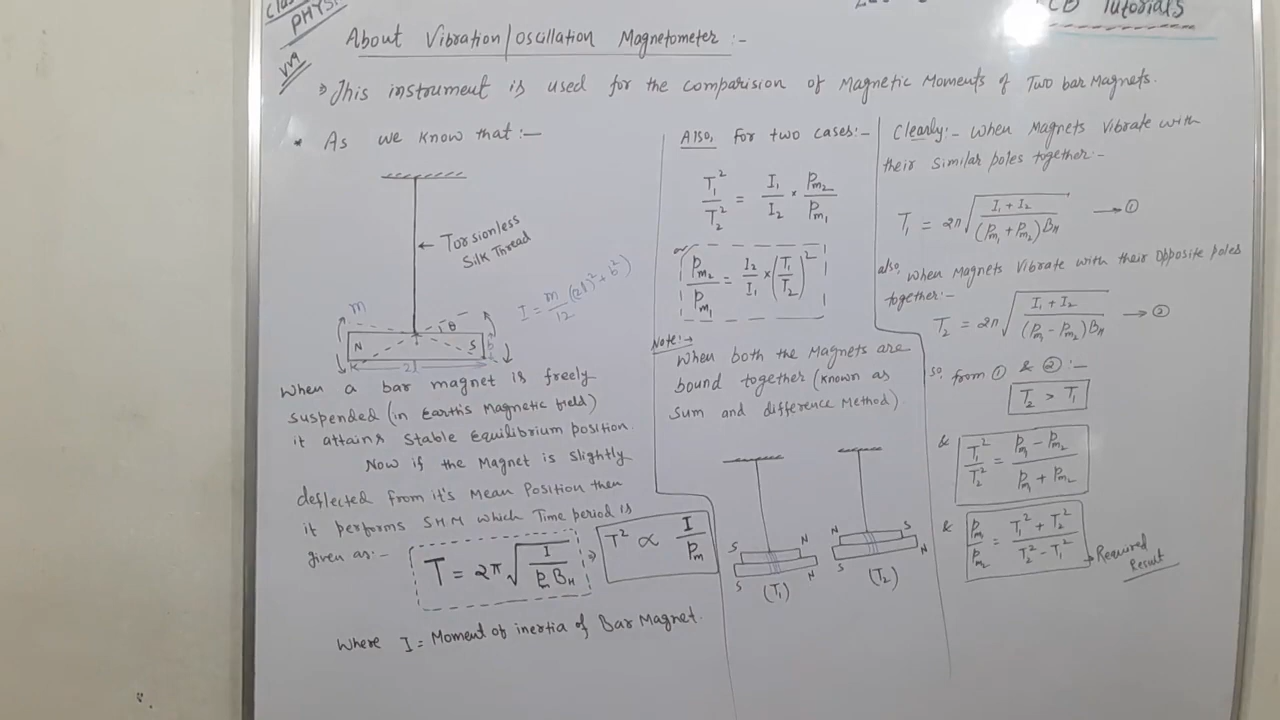 PHYSI
VVI
CD Tutorials
About Vibration/Oscillation Magnetometer :-
This instrument is used for the comparision of Magnetic Moments of Two bar Magnets.
* As we know that :-
← Torsionless
Silk Thread
m
θ
I = m/12 (2l)² + b²)
N S
b
2l
When a bar magnet is freely
suspended (in Earth's Magnetic field)
it attains Stable Equilibrium position.
Now if the Magnet is slightly
deflected from it's Mean Position then
it performs SHM which Time period is
given as:-
T = 2π√(I/(Pm BH))
T² ∝ I/Pm
Where I = Moment of inertia of Bar Magnet.
Also, for two cases:-
T₁²/T₂² = I₁/I₂ × Pm₂/Pm₁
or
Pm₂/Pm₁ = I₂/I₁ × (T₁/T₂)²
Note:→
When both the Magnets are
bound together (known as
Sum and difference Method).
S N
S N
(T₁)
N S
S N
(T₂)
Clearly:- When Magnets Vibrate with
their Similar poles together:-
T₁ = 2π√((I₁ + I₂)/((Pm₁ + Pm₂)BH)) → ①
also, When Magnets Vibrate with their Opposite poles
together:-
T₂ = 2π√((I₁ + I₂)/((Pm₁ - Pm₂)BH)) → ②
so, from ① & ② :-
T₂ > T₁
& T₁²/T₂² = (Pm₁ - Pm₂)/(Pm₁ + Pm₂)
& Pm₁/Pm₂ = (T₁² + T₂²)/(T₂² - T₁²)
→ Required
Result